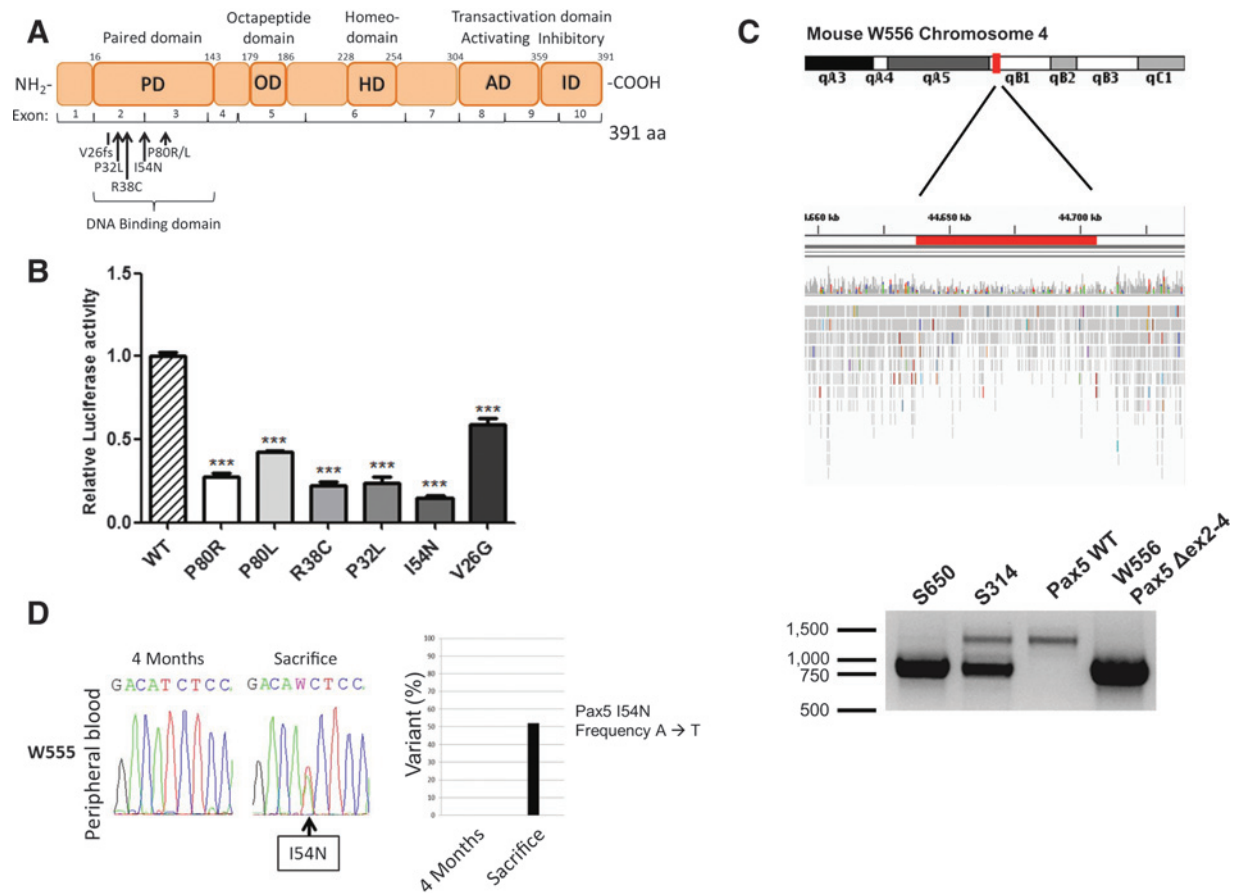 A
Octapeptide Homeo- Transactivation domain
Paired domain domain domain Activating Inhibitory
16 143 179 186 228 254 304 359 391
NH2- PD OD HD AD ID -COOH
Exon: 1 2 3 4 5 6 7 8 9 10
391 aa
V26fs P80R/L
P32L I54N
R38C
DNA Binding domain
B
Relative Luciferase activity
1.5
1.0
0.5
0.0
*** *** *** *** *** ***
WT P80R P80L R38C P32L I54N V26G
C
Mouse W556 Chromosome 4
qA3 qA4 qA5 qB1 qB2 qB3 qC1
44.680 kb 44.700 kb
S650 S314 Pax5 WT W556
Pax5 Δex2-4
1,500
1,000
750
500
D
4 Months Sacrifice
GACATCTCC. GACAWCTCC.
W555
Peripheral blood
I54N
Variant (%)
100
90
80
70
60
50
40
30
20
10
0
4 Months Sacrifice
Pax5 I54N
Frequency A → T